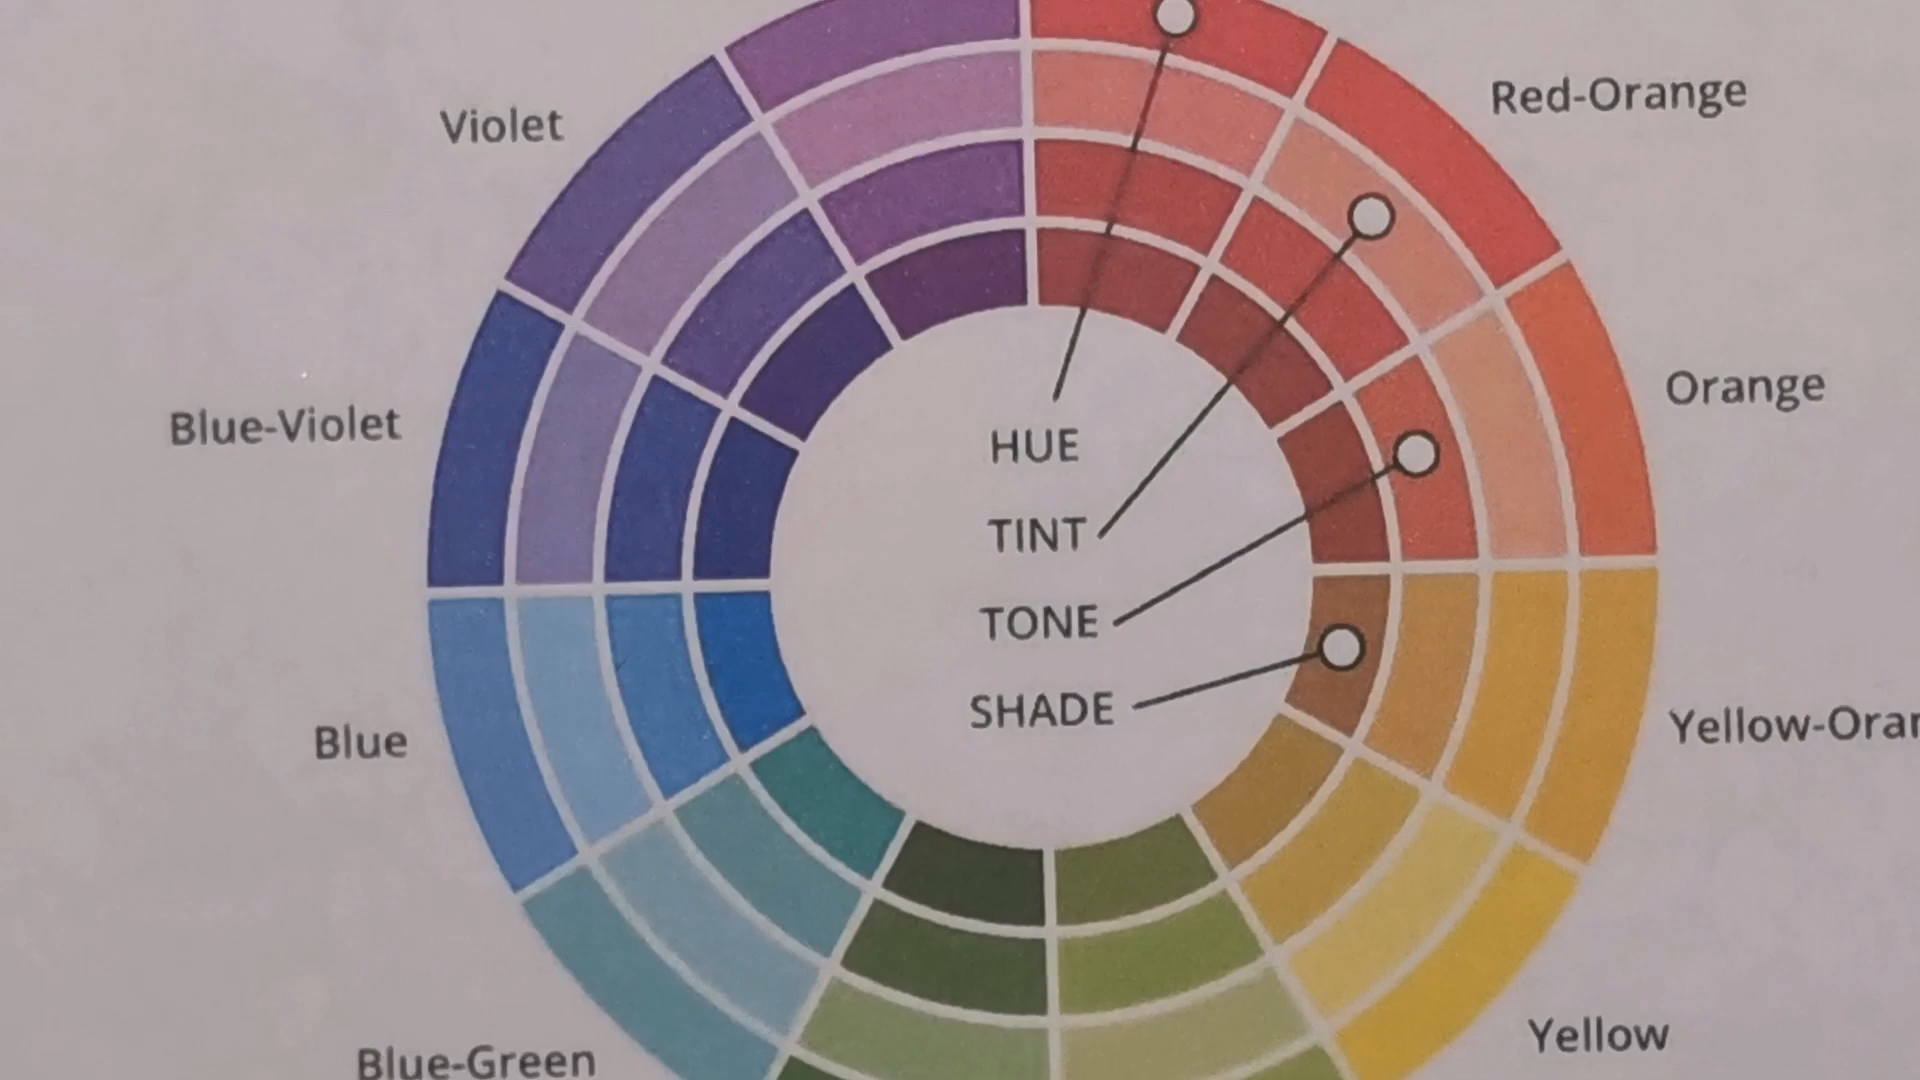 Violet
Red-Orange
Blue-Violet
Orange
HUE
TINT
TONE
SHADE
Blue
Yellow-Oran
Blue-Green
Yellow